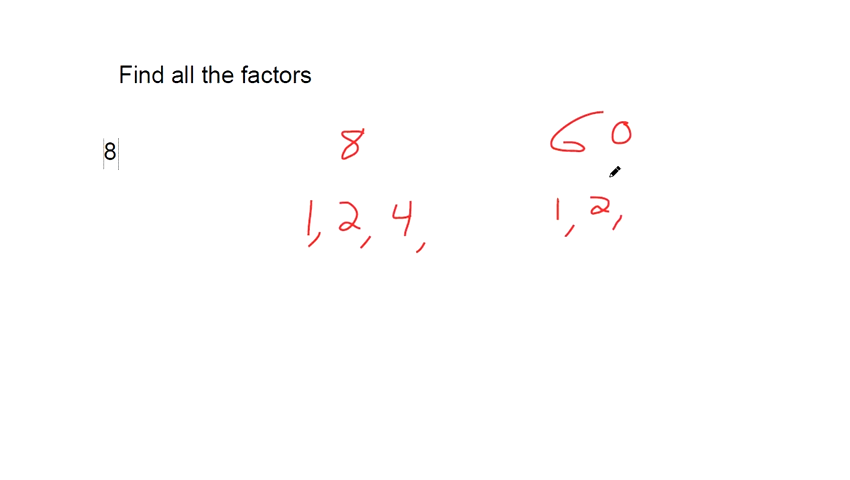 Find all the factors
8
8 60
1, 2, 4, 1, 2,